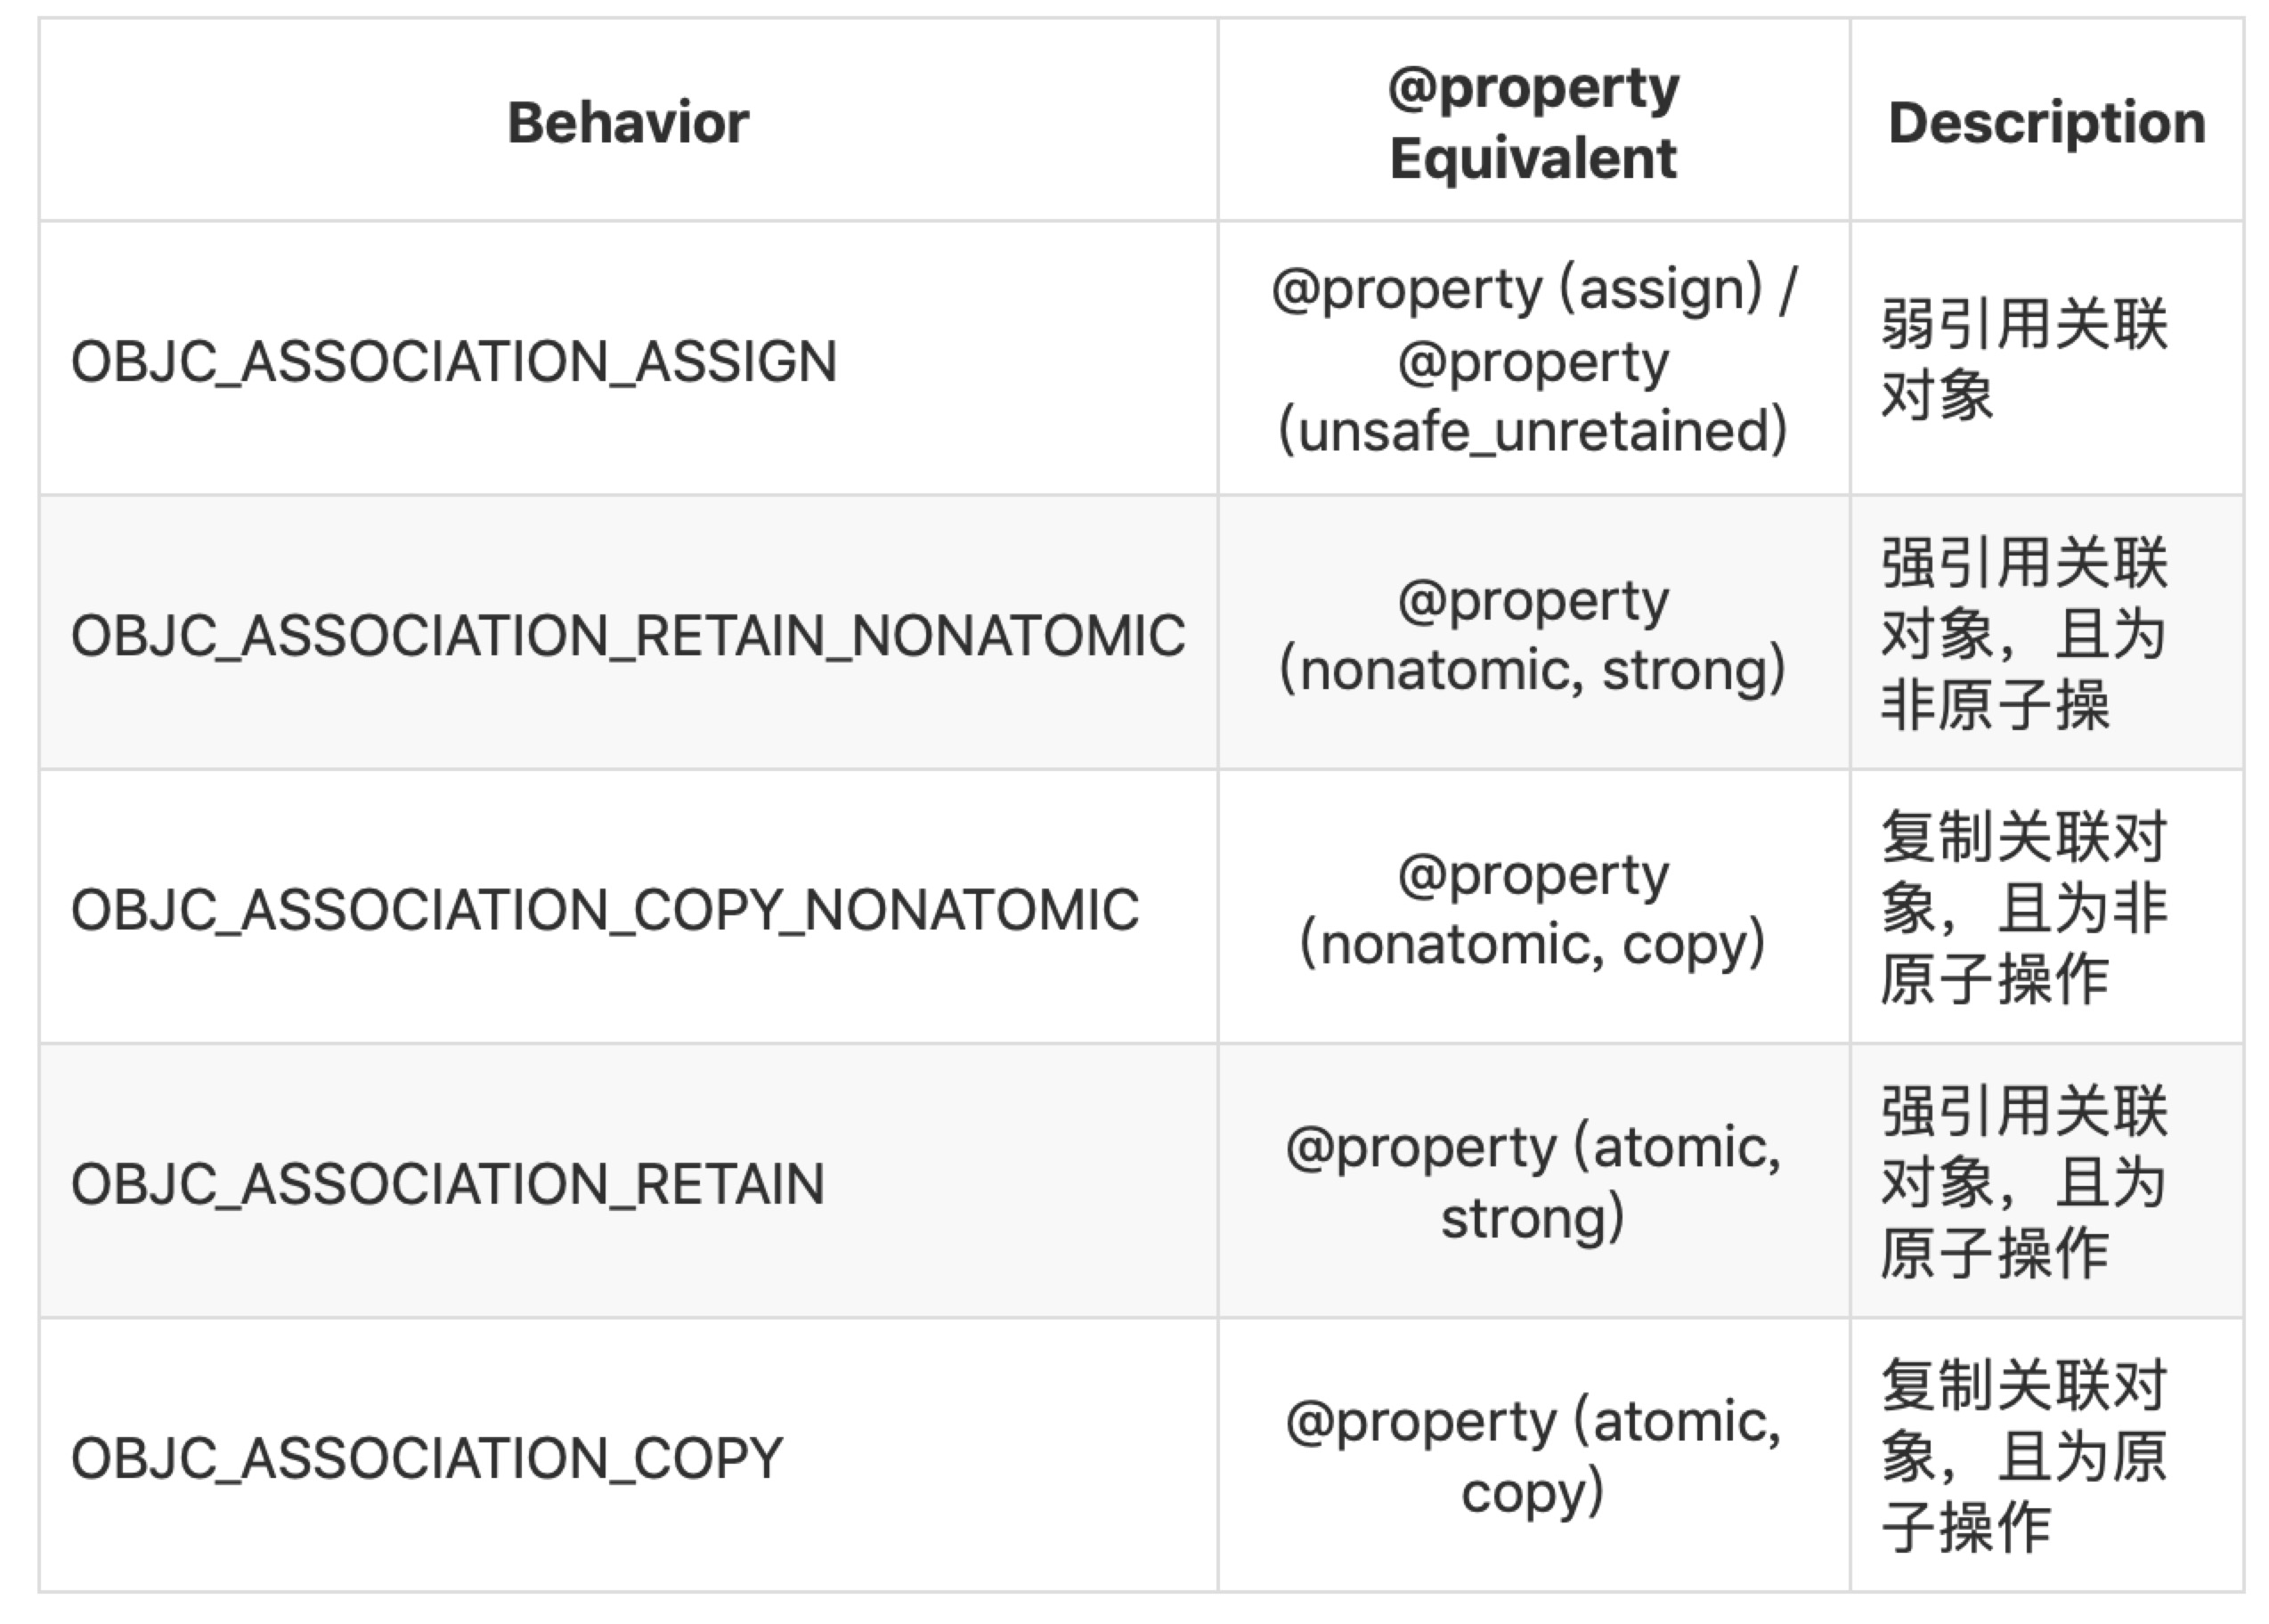 Behavior
@property
Equivalent
Description
OBJC_ASSOCIATION_ASSIGN
@property (assign) /
@property
(unsafe_unretained)
弱引用关联
对象
OBJC_ASSOCIATION_RETAIN_NONATOMIC
@property
(nonatomic, strong)
强引用关联
对象，且为
非原子操
OBJC_ASSOCIATION_COPY_NONATOMIC
@property
(nonatomic, copy)
复制关联对
象，且为非
原子操作
OBJC_ASSOCIATION_RETAIN
@property (atomic,
strong)
强引用关联
对象，且为
原子操作
OBJC_ASSOCIATION_COPY
@property (atomic,
copy)
复制关联对
象，且为原
子操作